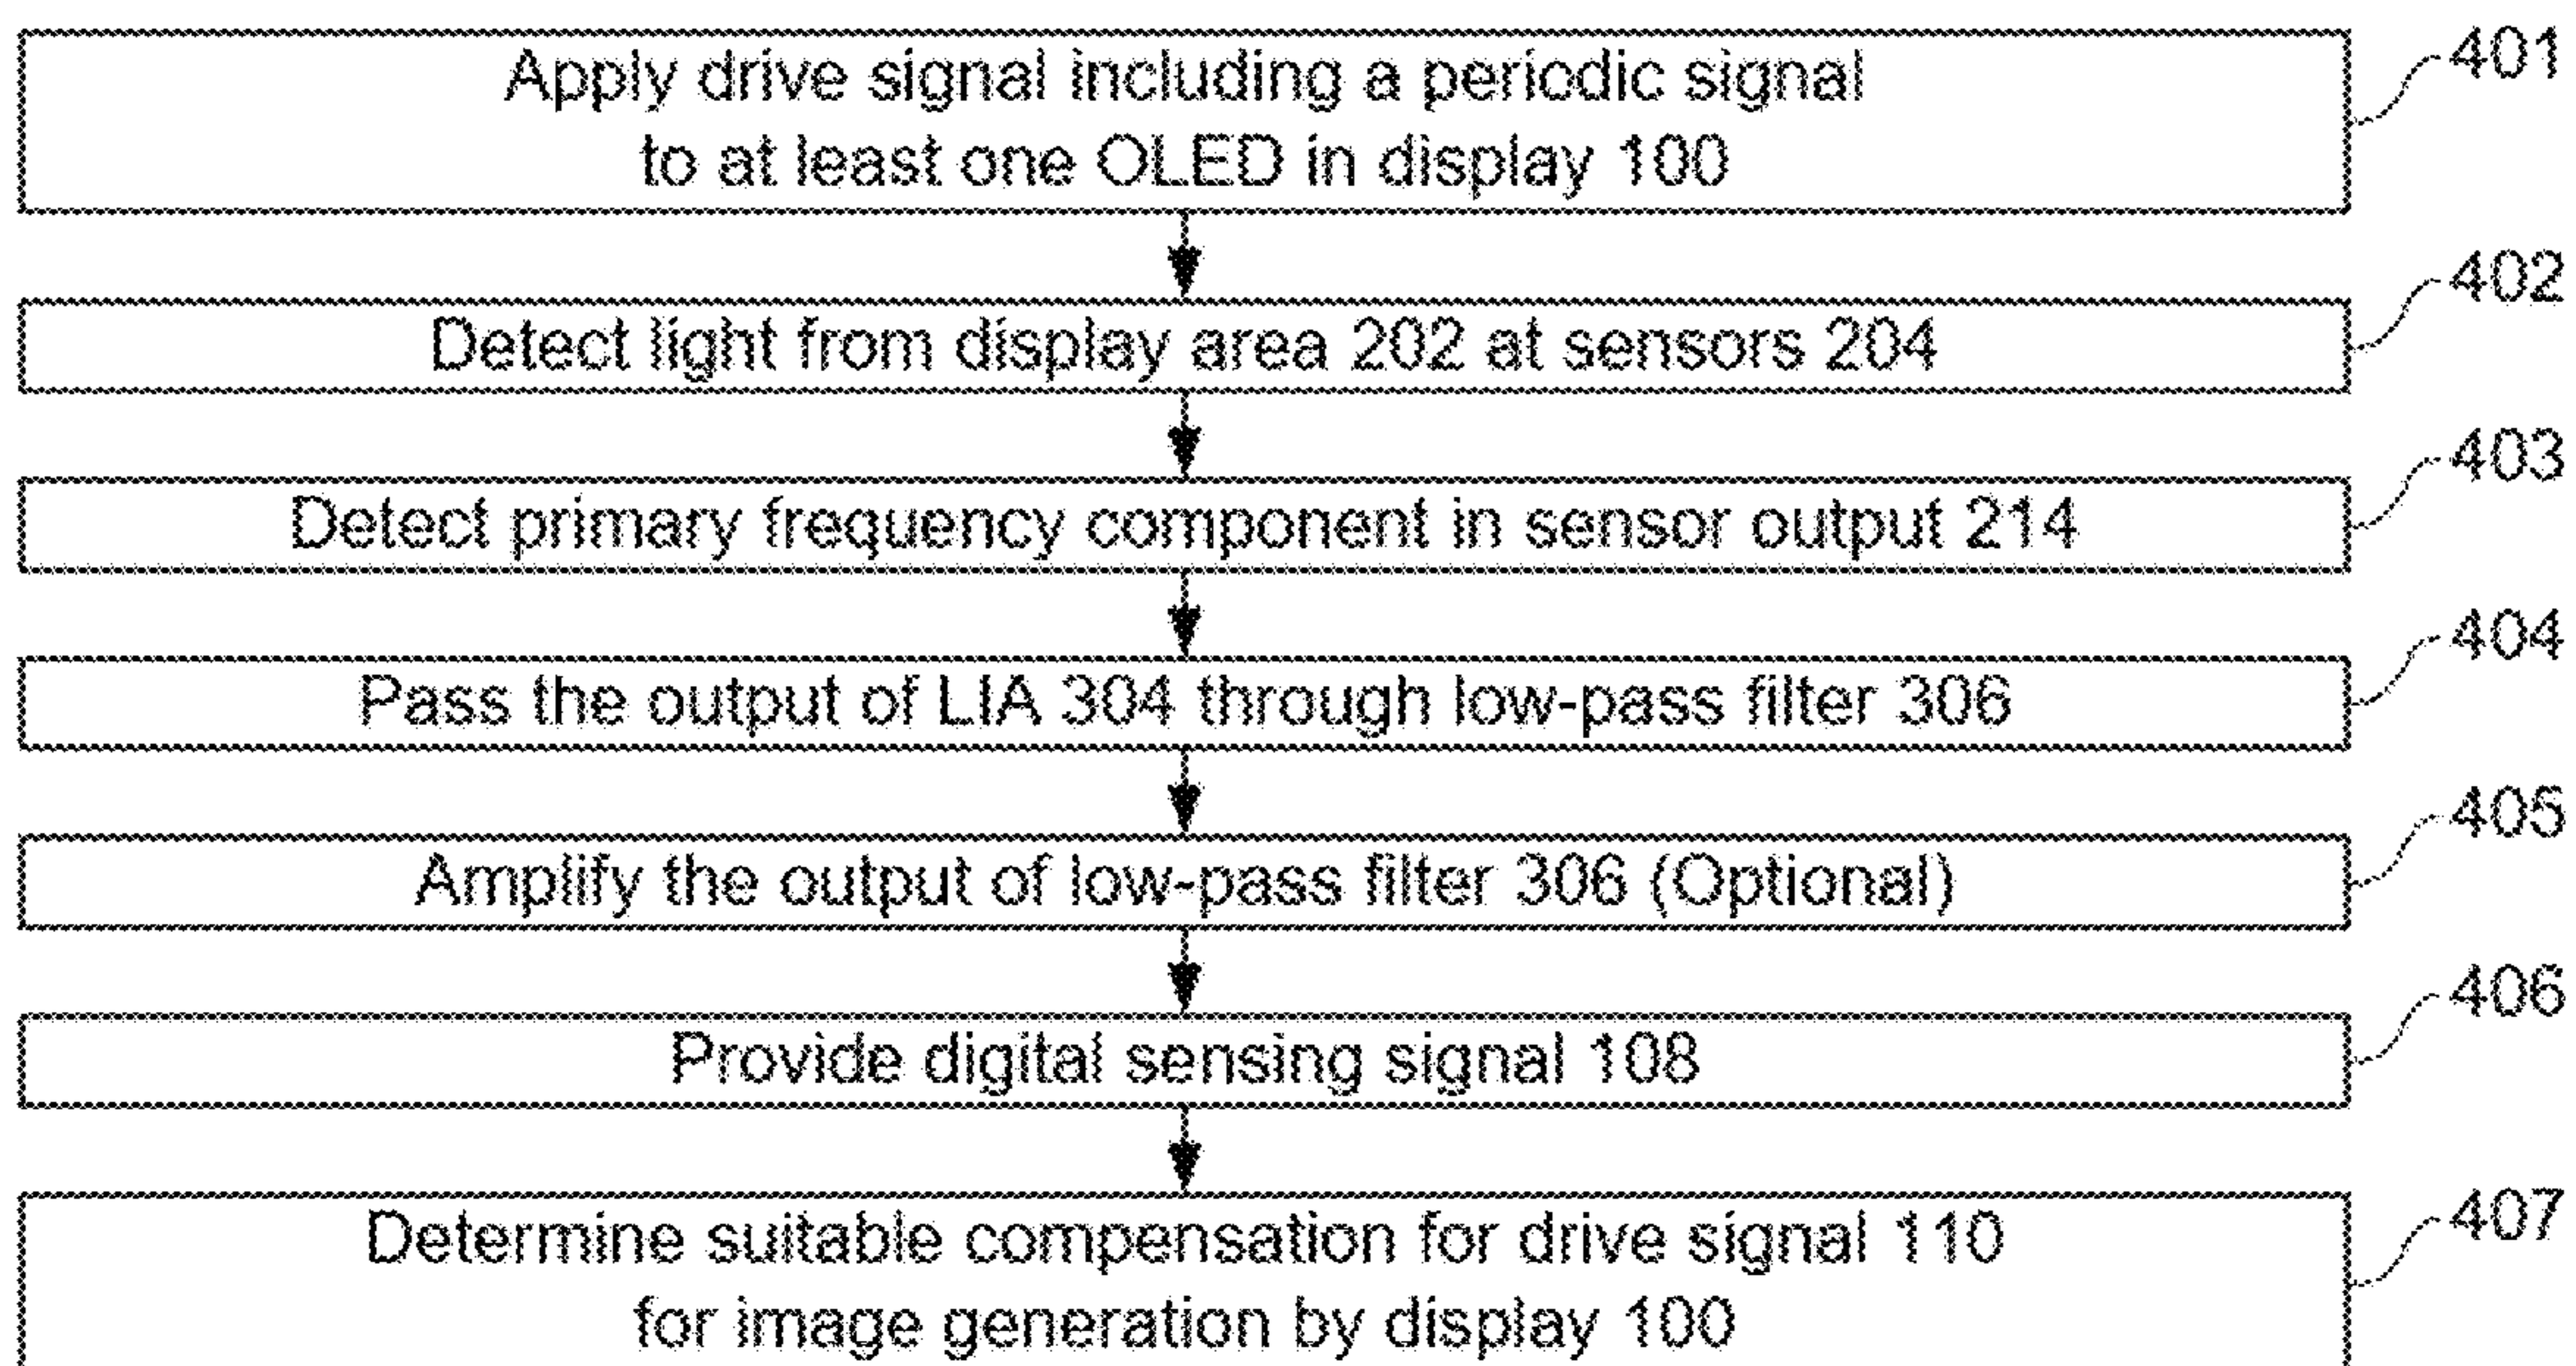 Apply drive signal including a periodic signal
to at least one OLED in display 100
401
Detect light from display area 202 at sensors 204
402
Detect primary frequency component in sensor output 214
403
Pass the output of LIA 304 through low-pass filter 306
404
Amplify the output of low-pass filter 306 (Optional)
405
Provide digital sensing signal 108
406
Determine suitable compensation for drive signal 110
for image generation by display 100
407